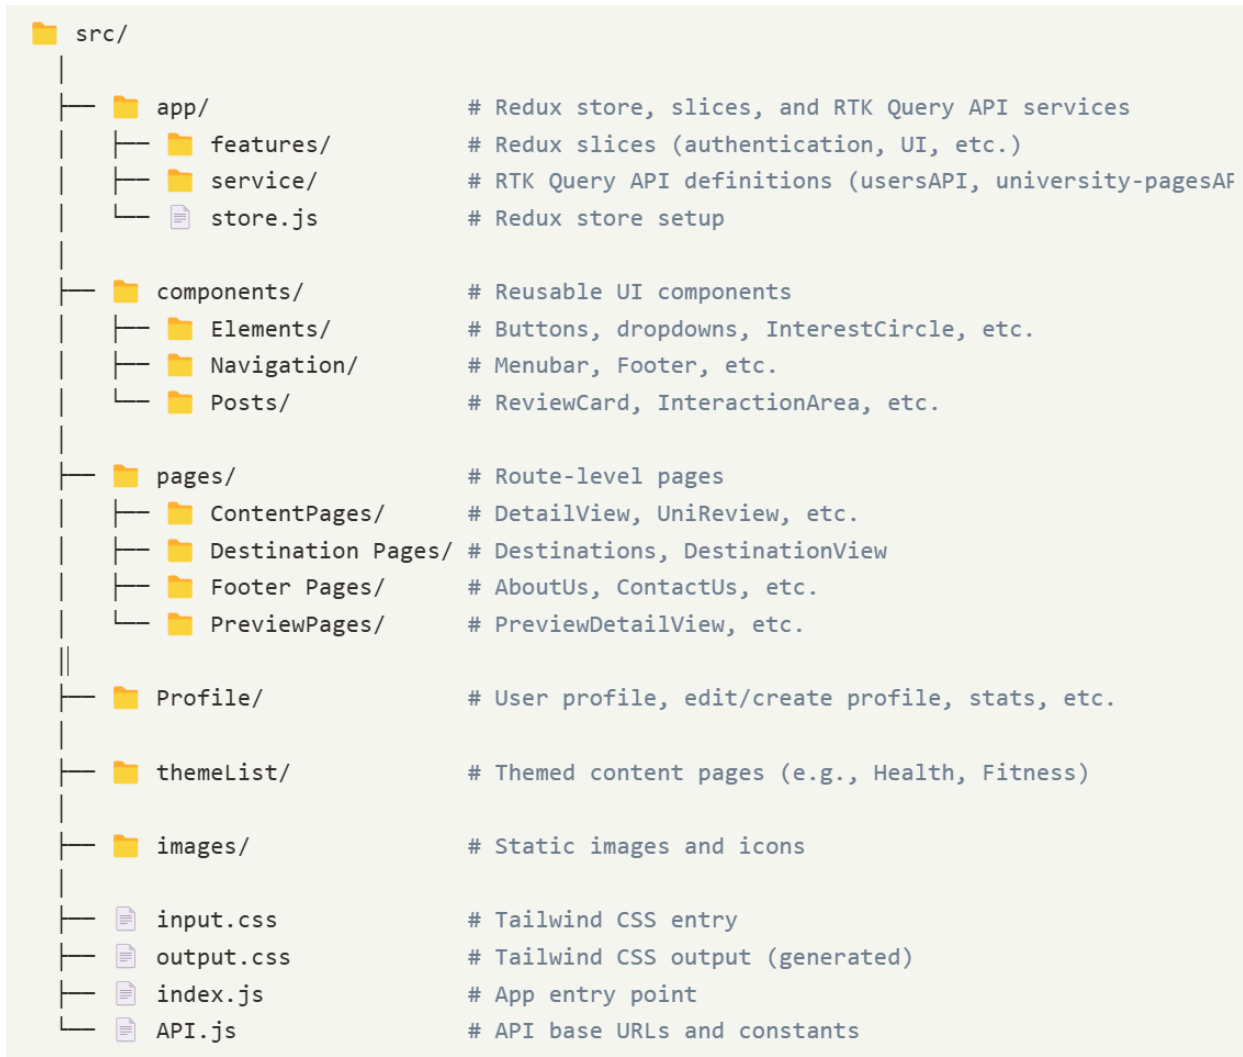 src/
app/ # Redux store, slices, and RTK Query API services
features/ # Redux slices (authentication, UI, etc.)
service/ # RTK Query API definitions (usersAPI,
store.js # Redux store setup
components/ # Reusable UI components
Elements/ # Buttons, dropdowns, InterestCircle, etc.
Navigation/ # Menubar, Footer, etc.
Posts/ # ReviewCard, InteractionArea, etc.
pages/ # Route-level pages
ContentPages/ # DetailView, UniReview, etc.
Destination Pages/ # Destinations, DestinationView
Footer Pages/ # AboutUs, ContactUs, etc.
PreviewPages/ # PreviewDetailView, etc.
Profile/ # User profile, edit/create profile, stats, etc.
themeList/ # Themed content pages (e.g., Health, Fitness)
images/ # Static images and icons
input.css # Tailwind CSS entry
output.css # Tailwind CSS output (generated)
index.js # App entry point
API.js # API base URLs and constants